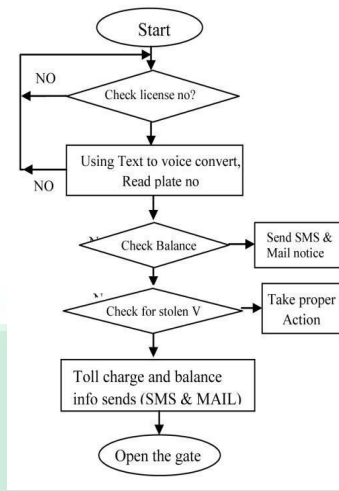 Start
NO
Check license no?
Using Text to voice convert,
Read plate no
NO
Check Balance
Send SMS &
Mail notice
Check for stolen V
Take proper
Action
Toll charge and balance
info sends (SMS & MAIL)
Open the gate